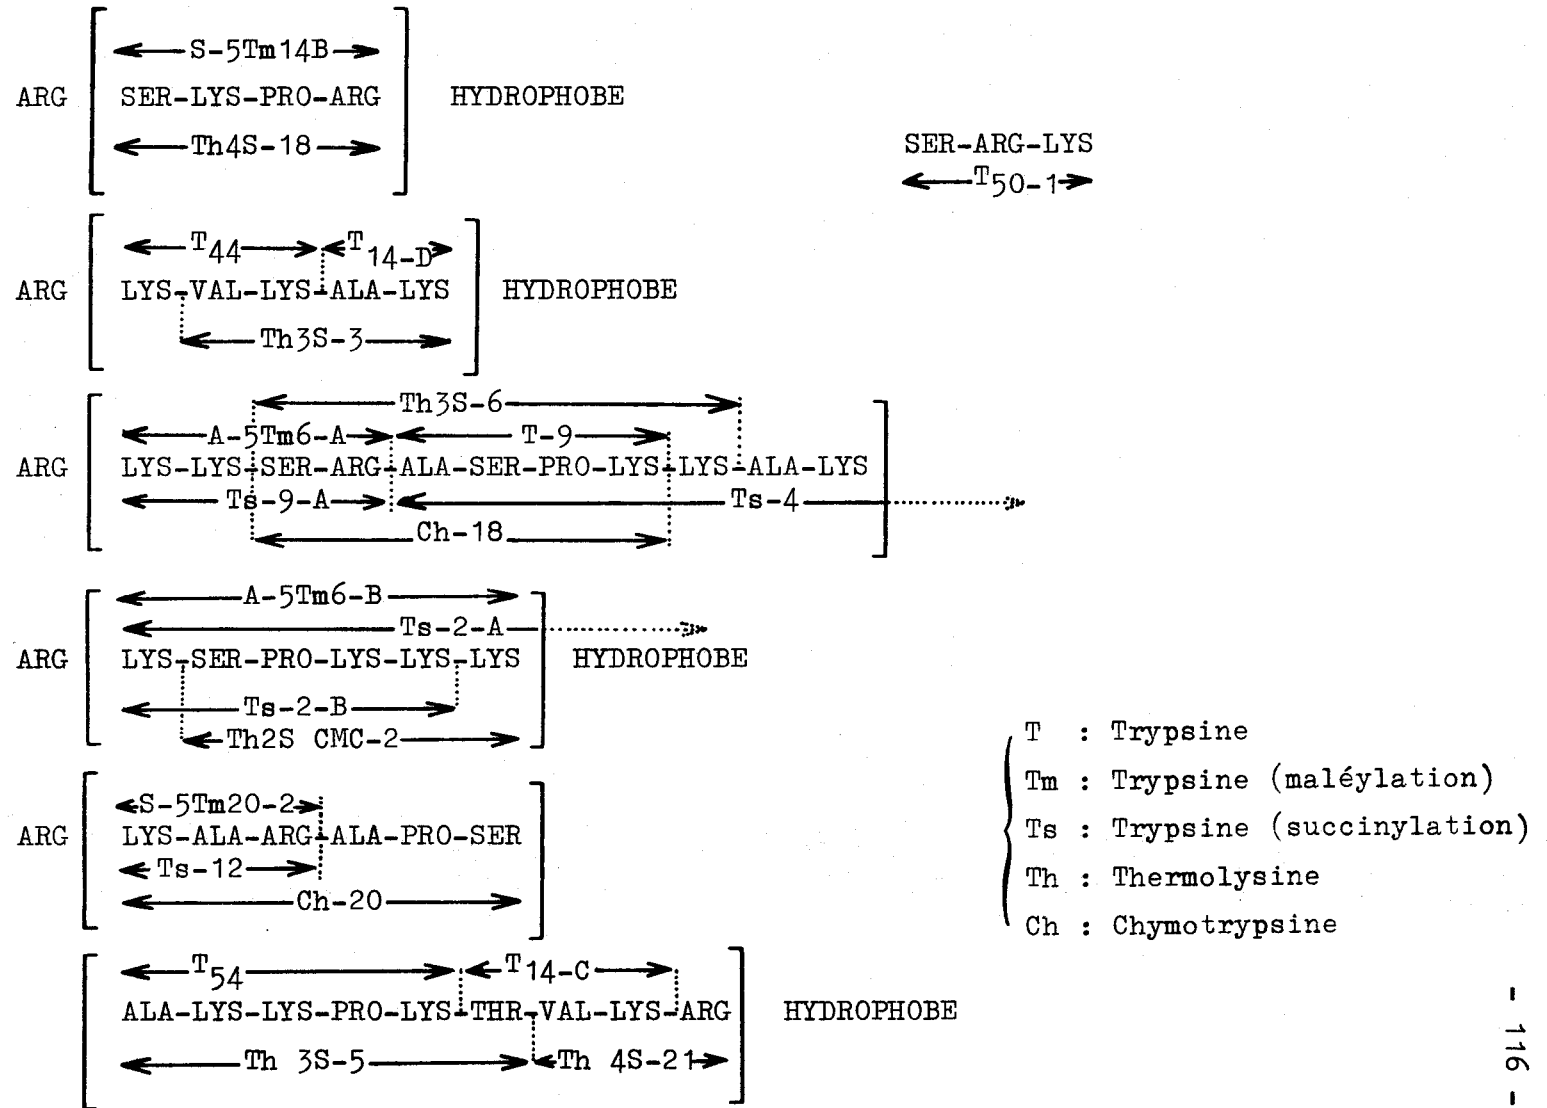 S-5Tm14B
ARG SER-LYS-PRO-ARG HYDROPHOBE
Th4S-18
SER-ARG-LYS
T50-1
T44 T14-D
ARG LYS-VAL-LYS-ALA-LYS HYDROPHOBE
Th3S-3
Th3S-6
A-5Tm6-A T-9
ARG LYS-LYS-SER-ARG-ALA-SER-PRO-LYS-LYS-ALA-LYS
Ts-9-A Ts-4
Ch-18
A-5Tm6-B
Ts-2-A
ARG LYS-SER-PRO-LYS-LYS-LYS HYDROPHOBE
Ts-2-B
Th2S CMC-2
S-5Tm20-2
ARG LYS-ALA-ARG-ALA-PRO-SER
Ts-12
Ch-20
T54 T14-C
ALA-LYS-LYS-PRO-LYS-THR-VAL-LYS-ARG HYDROPHOBE
Th 3S-5 Th 4S-21
T : Trypsine
Tm : Trypsine (maléylation)
Ts : Trypsine (succinylation)
Th : Thermolysine
Ch : Chymotrypsine
- 116 -